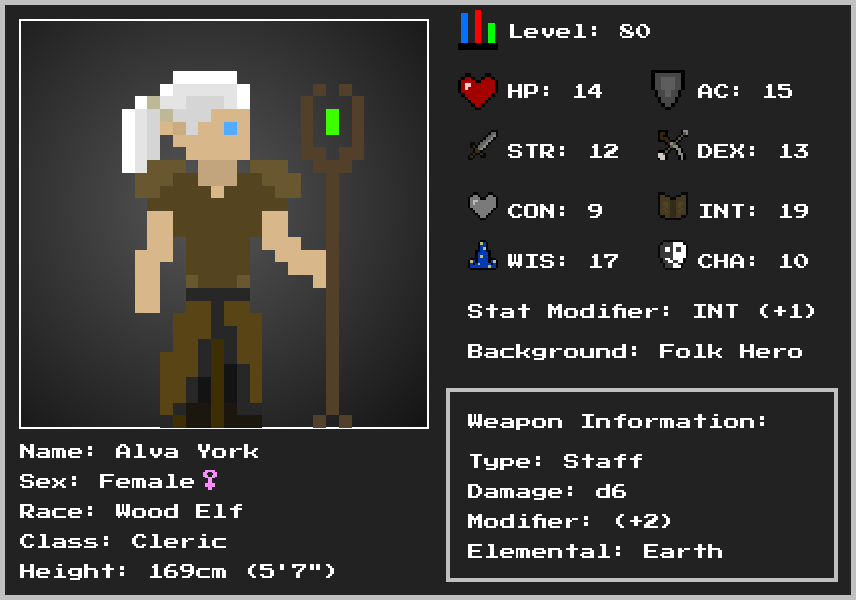 Level: 80
HP: 14
AC: 15
STR: 12
DEX: 13
CON: 9
INT: 19
WIS: 17
CHA: 10
Stat Modifier: INT (+1)
Background: Folk Hero
Name: Alva York
Sex: Female♀
Race: Wood Elf
Class: Cleric
Height: 169cm (5'7")
Weapon Information:
Type: Staff
Damage: d6
Modifier: (+2)
Elemental: Earth